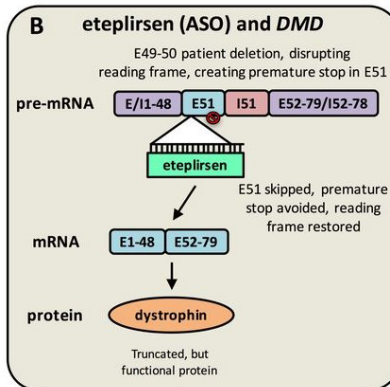 B eteplirsen (ASO) and DMD
E49-50 patient deletion, disrupting
reading frame, creating premature stop in E51
pre-mRNA E/I1-48 E51 I51 E52-79/I52-78
eteplirsen
E51 skipped, premature
stop avoided, reading
frame restored
mRNA E1-48 E52-79
protein dystrophin
Truncated, but
functional protein